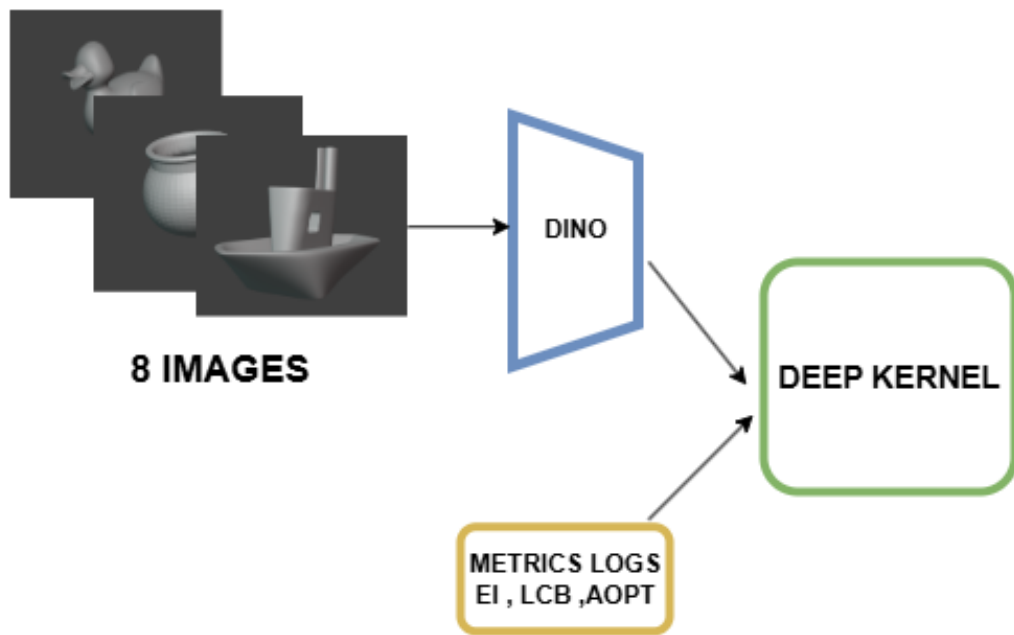 8 IMAGES
DINO
DEEP KERNEL
METRICS LOGS
EI , LCB ,AOPT